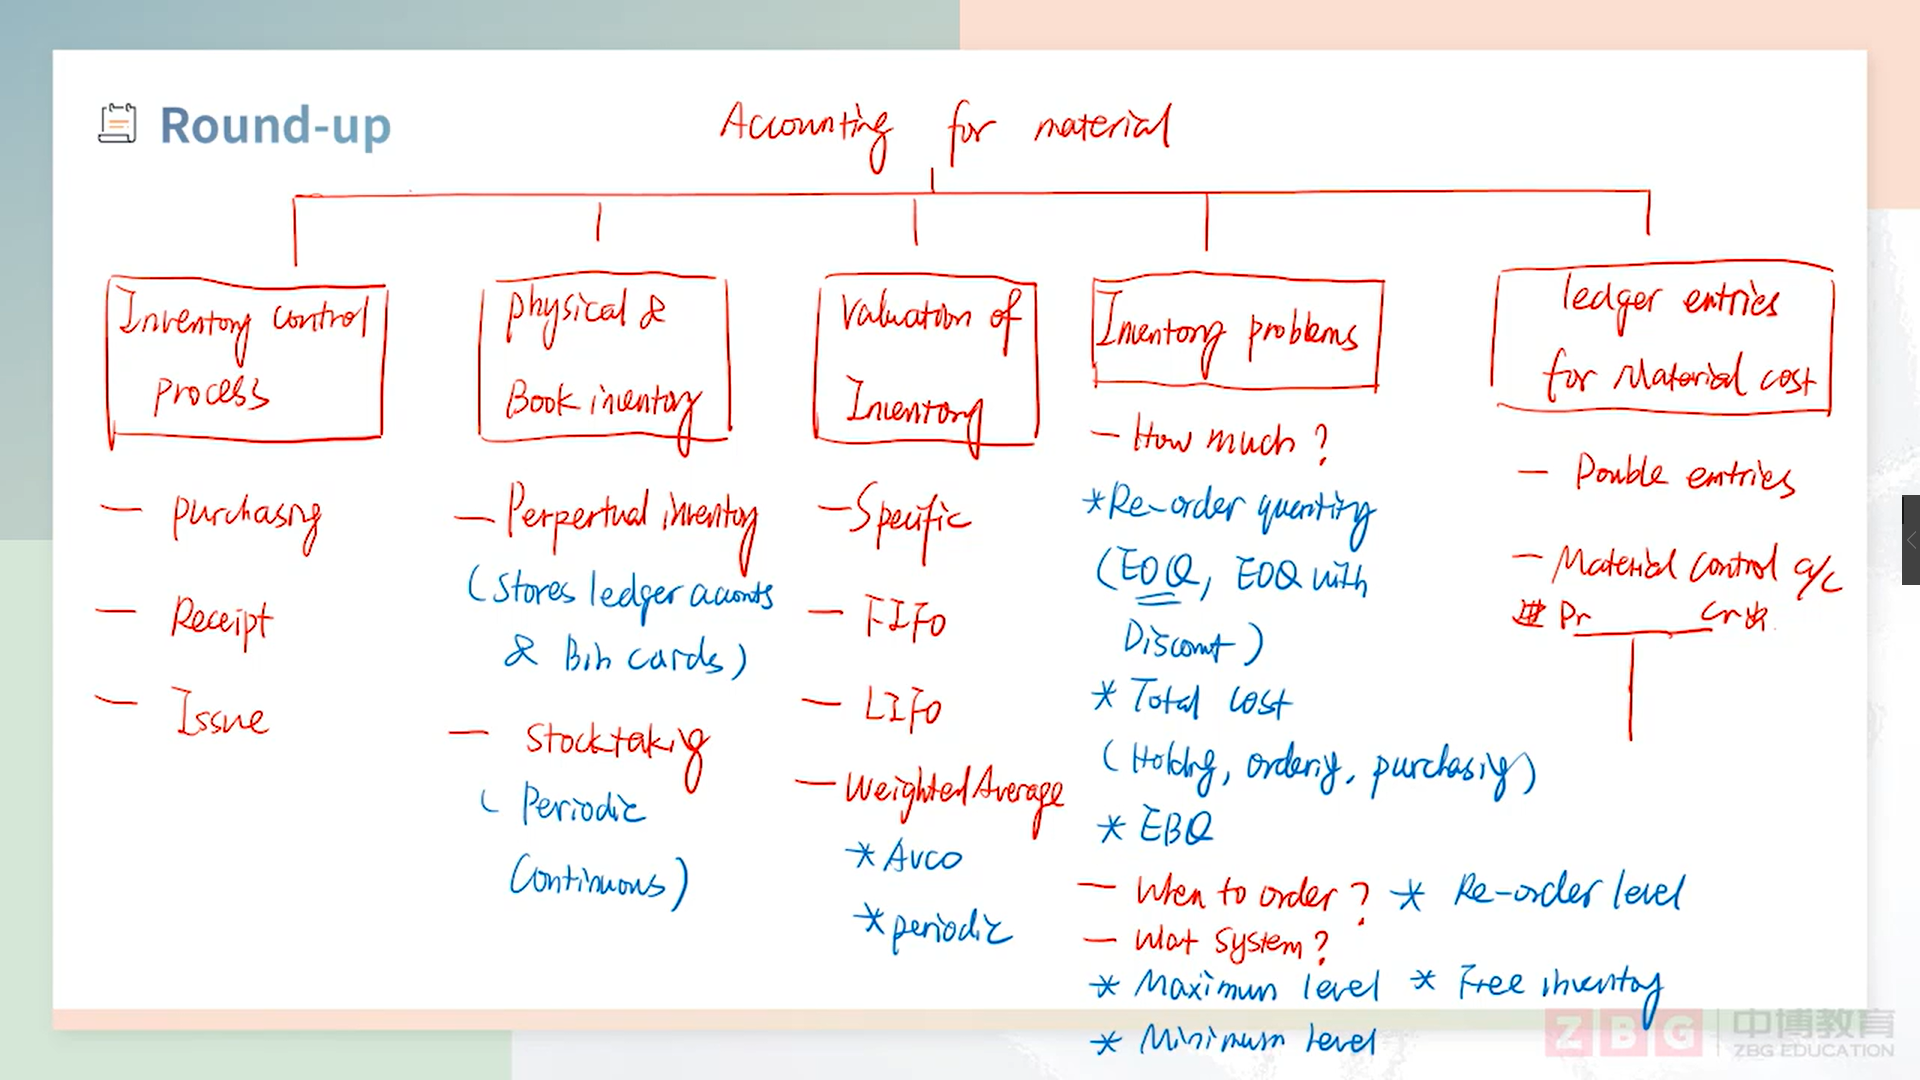 Round-up
Accounting for material
Inventory control
process
physical &
Book inventory
Valuation of
Inventory
Inventory problems
ledger entries
for Material cost
— purchasing
— Receipt
— Issue
— Perpertual inventory
(Stores ledger acconts
& Bin cards)
— Stocktaking
( Periodic
Continuous)
— Specific
— FIFO
— LIFO
— Weighted Average
* AVCO
* periodic
— How much?
* Re-order quantity
(EOQ, EOQ with
Discount)
* Total cost
(Holding, ordering, purchasing)
* EBQ
— When to order? * Re-order level
— Wat system?
* Maximum level * Free inventory
* Minimum level
— Double entries
— Material control a/c
进 Dr Cr 出
ZBG 中博教育
ZBG EDUCATION